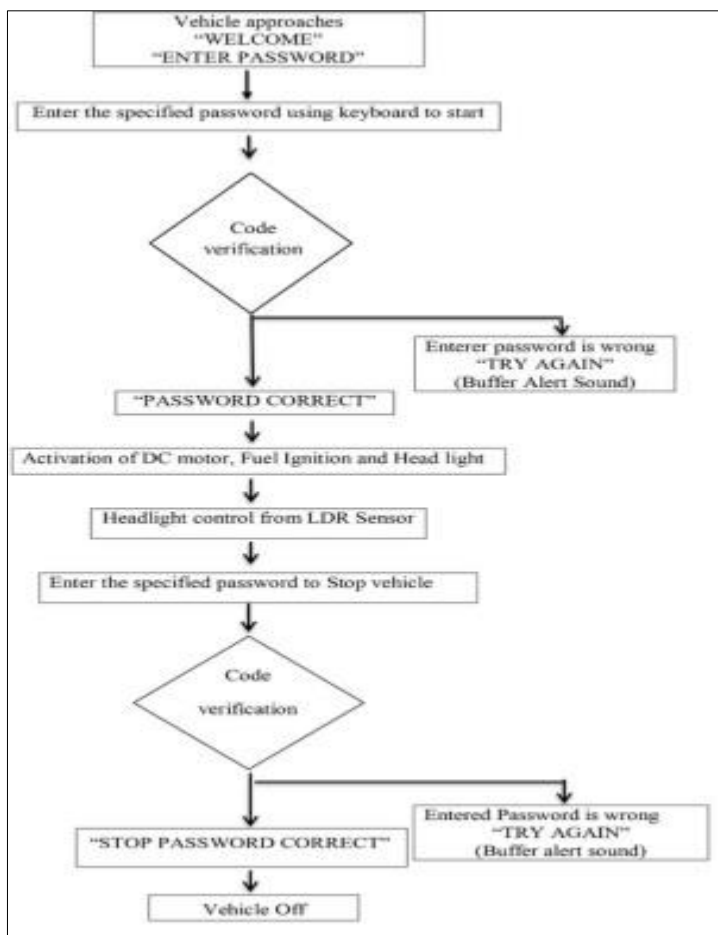 Vehicle approaches
“WELCOME”
“ENTER PASSWORD”
Enter the specified password using keyboard to start
Code
verification
Enterer password is wrong
“TRY AGAIN”
(Buffer Alert Sound)
“PASSWORD CORRECT”
Activation of DC motor, Fuel Ignition and Head light
Headlight control from LDR Sensor
Enter the specified password to Stop vehicle
Code
verification
Entered Password is wrong
“TRY AGAIN”
(Buffer alert sound)
“STOP PASSWORD CORRECT”
Vehicle Off